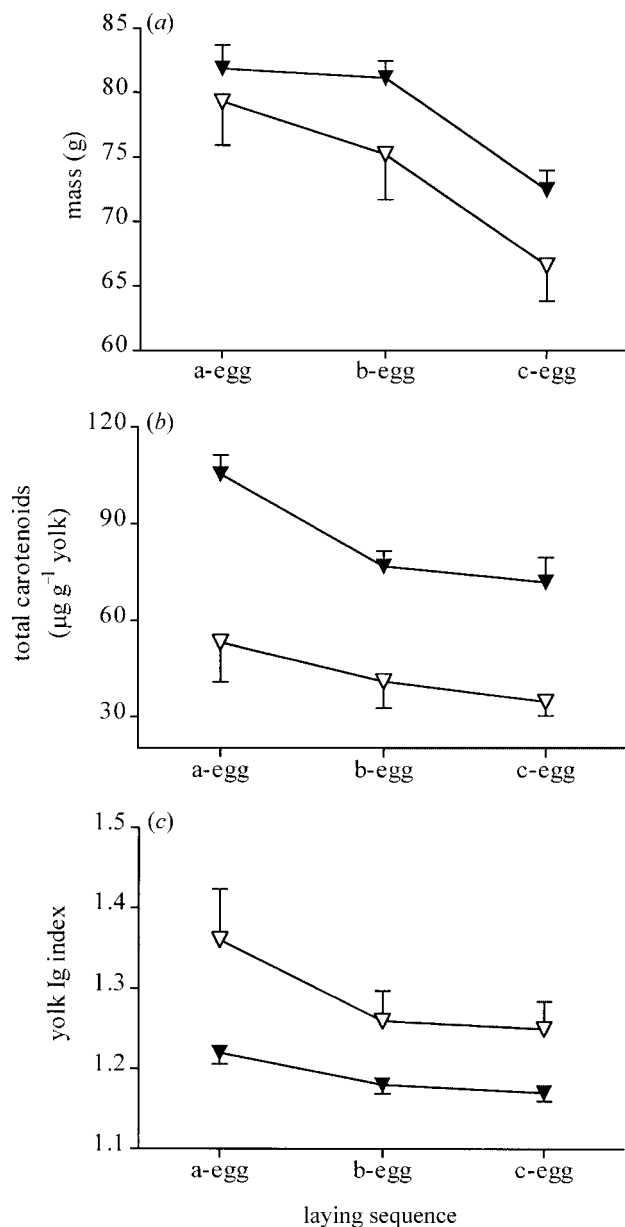 (a)
85
80
75
70
65
60
mass (g)
a-egg b-egg c-egg
(b)
120
90
60
30
total carotenoids
(µg g⁻¹ yolk)
a-egg b-egg c-egg
(c)
1.5
1.4
1.3
1.2
1.1
yolk Ig index
a-egg b-egg c-egg
laying sequence